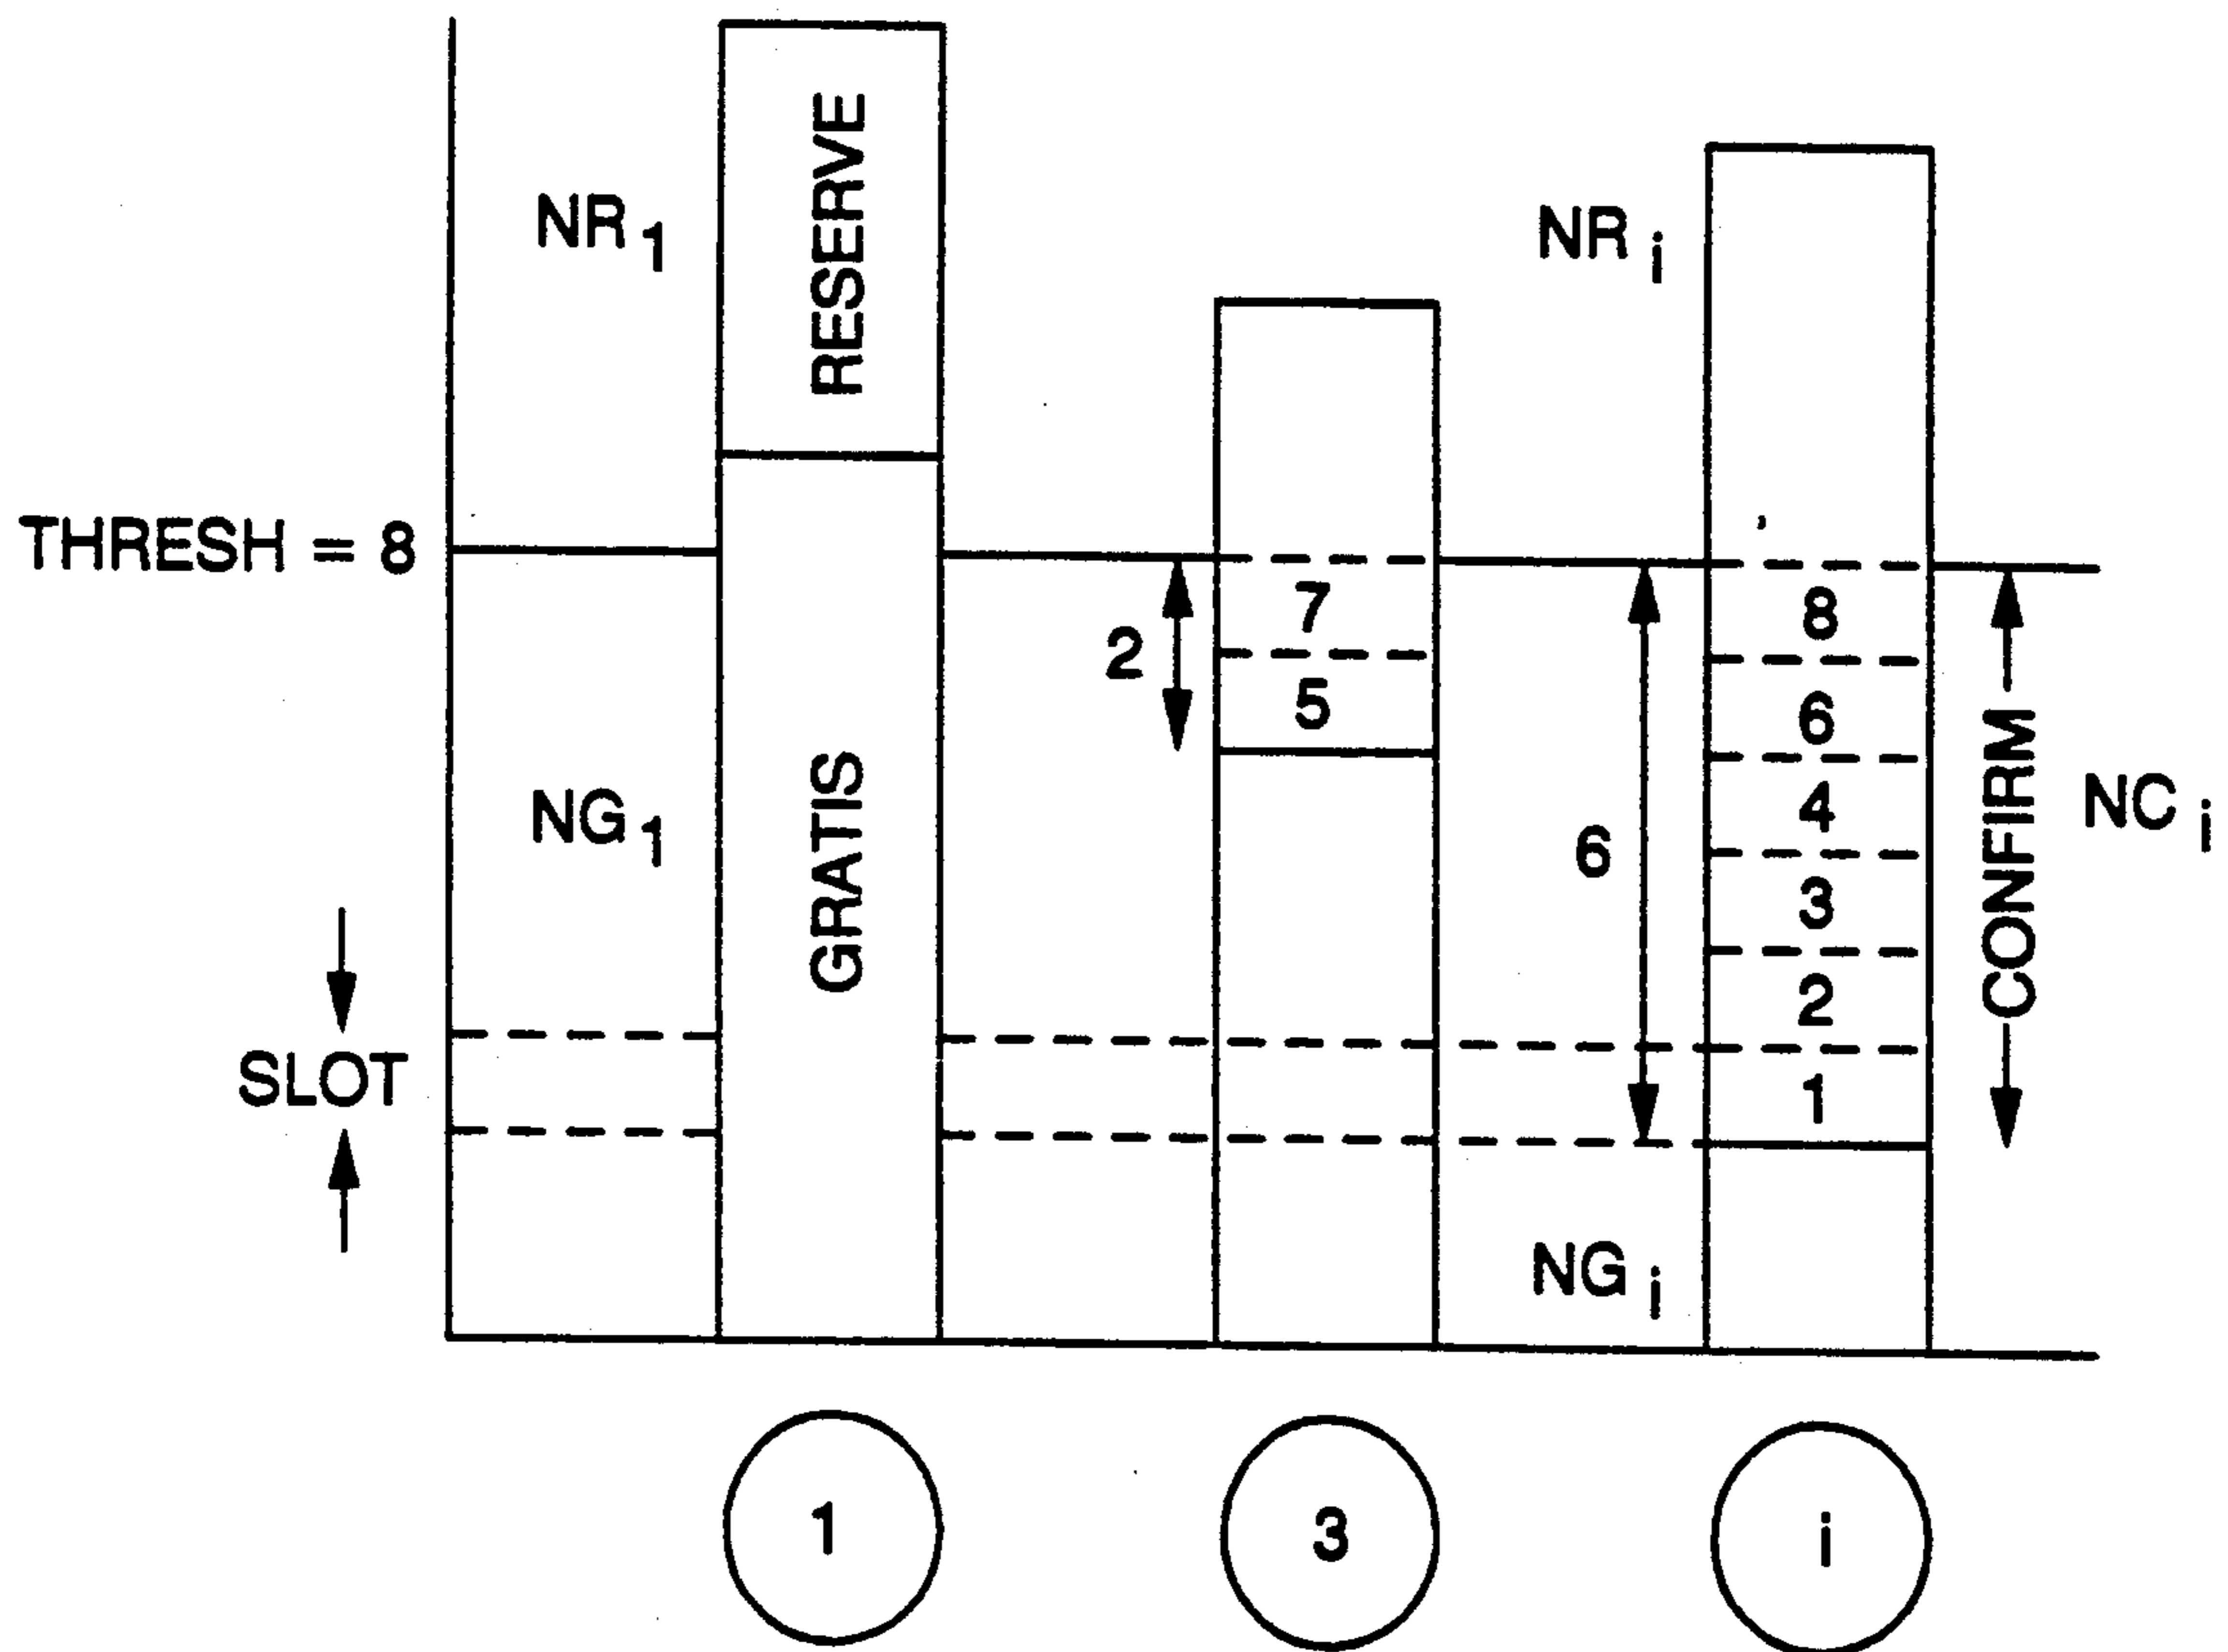 RESERVE
NR1
NRi
THRESH = 8
7
8
2
5
6
GRATIS
4
CONFIRM
NCi
NG1
6
3
2
SLOT
1
NGi
1
3
i